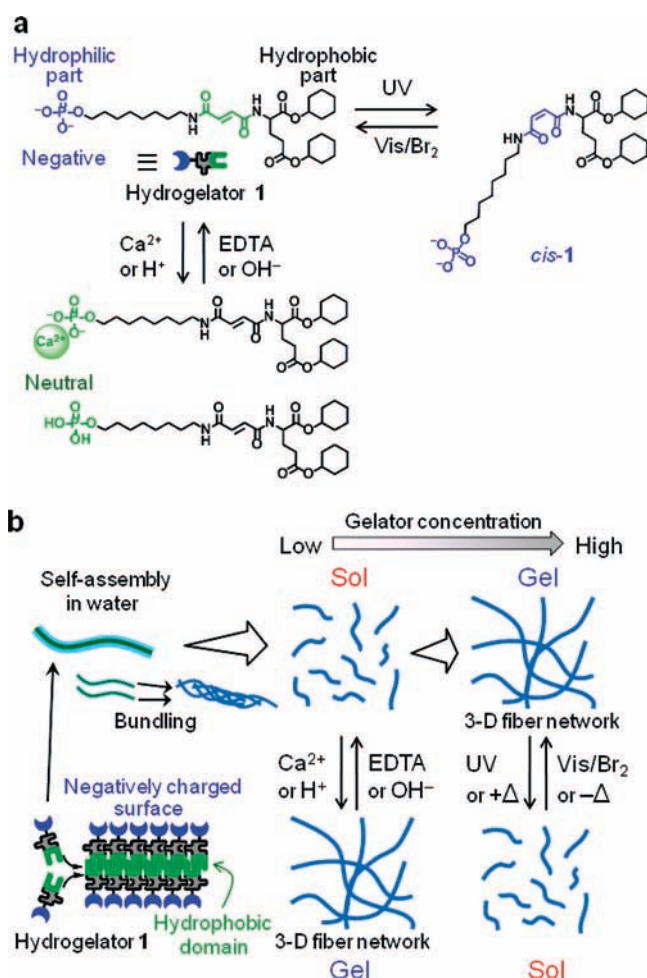 a
Hydrophilic
part
Hydrophobic
part
Negative
≡
Hydrogelator 1
UV
Vis/Br₂
cis-1
Ca²⁺
or H⁺
EDTA
or OH⁻
Ca²⁺
Neutral
b
Gelator concentration
Low
High
Sol
Gel
Self-assembly
in water
Bundling
3-D fiber network
Ca²⁺
or H⁺
EDTA
or OH⁻
UV
or +Δ
Vis/Br₂
or –Δ
Negatively charged
surface
Hydrophobic
domain
Hydrogelator 1
3-D fiber network
Gel
Sol